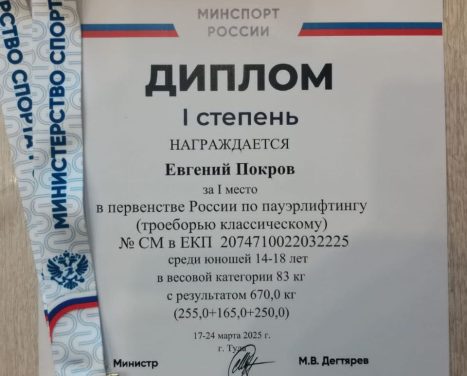 МИНИСТЕРСТВО СПОРТ
МИНСПОРТ
РОССИИ
ДИПЛОМ
I степень
НАГРАЖДАЕТСЯ
Евгений Покров
за I место
в первенстве России по пауэрлифтингу
(троеборью классическому)
№ СМ в ЕКП 2074710022032225
среди юношей 14-18 лет
в весовой категории 83 кг
с результатом 670,0 кг
(255,0+165,0+250,0)
17-24 марта 2025 г.
г. Тула
Министр
М.В. Дегтярев